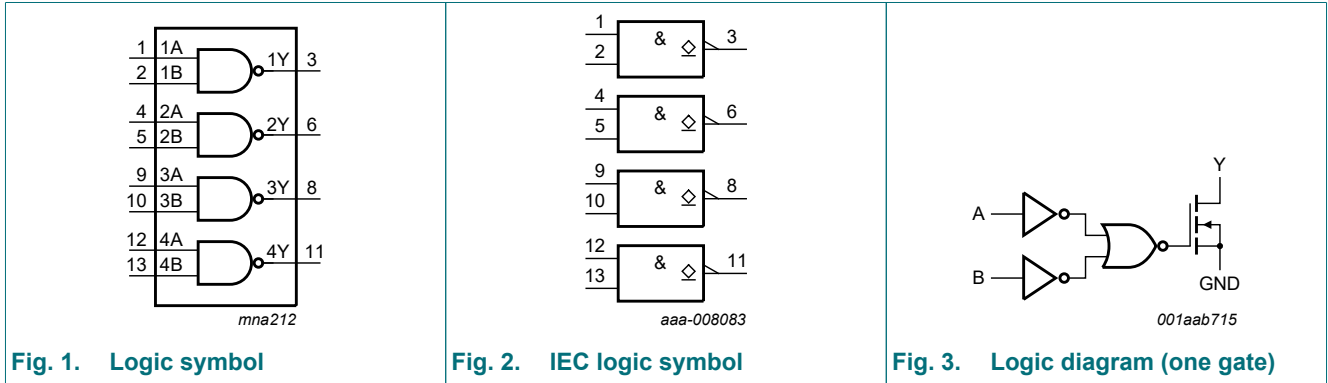 1 1A
2 1B
1Y 3
4 2A
5 2B
2Y 6
9 3A
10 3B
3Y 8
12 4A
13 4B
4Y 11
mna212
Fig. 1. Logic symbol
1
2
&
3
4
5
&
6
9
10
&
8
12
13
&
11
aaa-008083
Fig. 2. IEC logic symbol
Y
A
B
GND
001aab715
Fig. 3. Logic diagram (one gate)